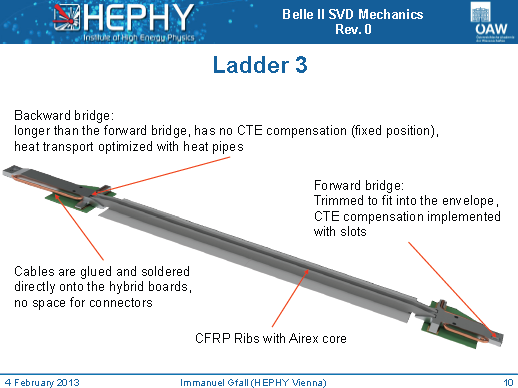 HEPHY
Institute of High Energy Physics
Belle II SVD Mechanics
Rev. 0
ÖAW
Ladder 3
Backward bridge:
longer than the forward bridge, has no CTE compensation (fixed position),
heat transport optimized with heat pipes
Forward bridge:
Trimmed to fit into the envelope,
CTE compensation implemented
with slots
Cables are glued and soldered
directly onto the hybrid boards,
no space for connectors
CFRP Ribs with Airex core
4 February 2013
Immanuel Gfall (HEPHY Vienna)
10